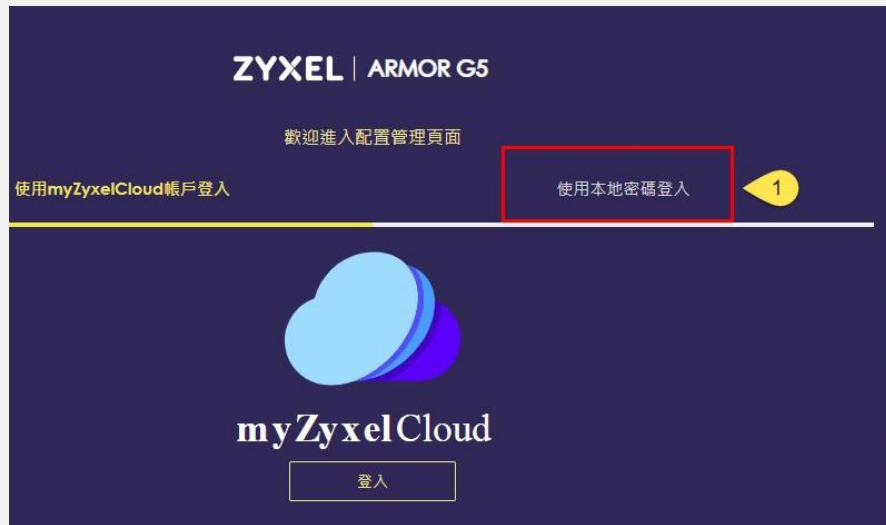 ZYXEL | ARMOR G5
歡迎進入配置管理頁面
使用myZyxelCloud帳戶登入
使用本地密碼登入
1
myZyxelCloud
登入